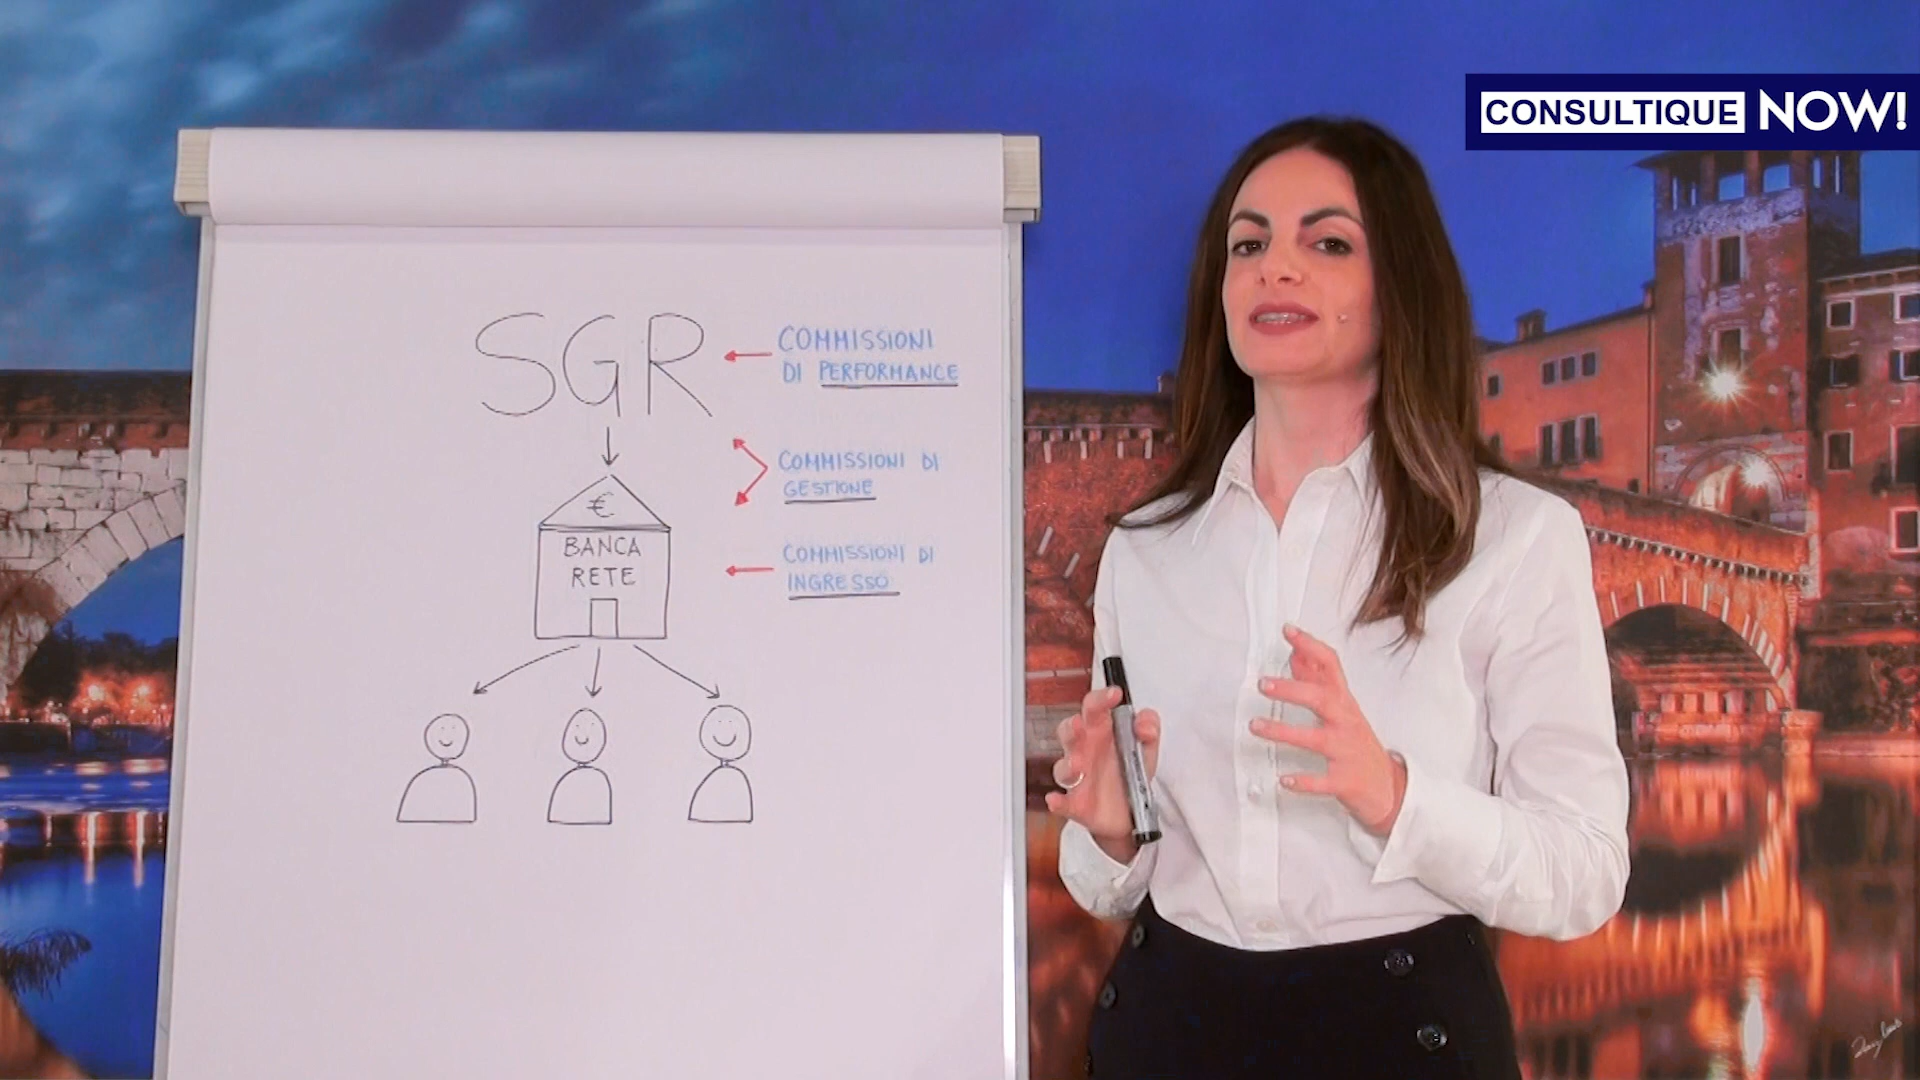 CONSULTIQUE NOW!
SGR
COMMISSIONI
DI PERFORMANCE
COMMISSIONI DI
GESTIONE
€
BANCA
RETE
COMMISSIONI DI
INGRESSO